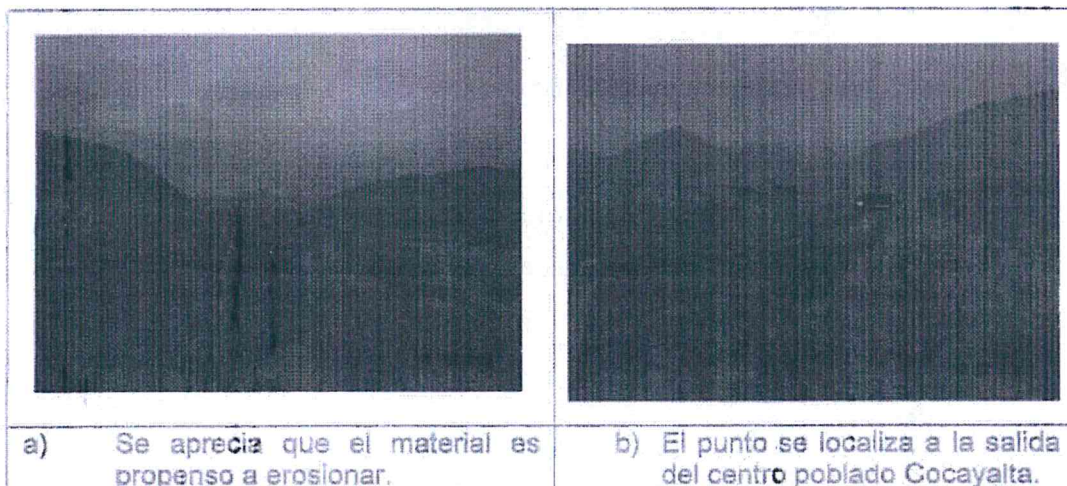 a) Se aprecia que el material es
propenso a erosionar.
b) El punto se localiza a la salida
del centro poblado Cocayalta.